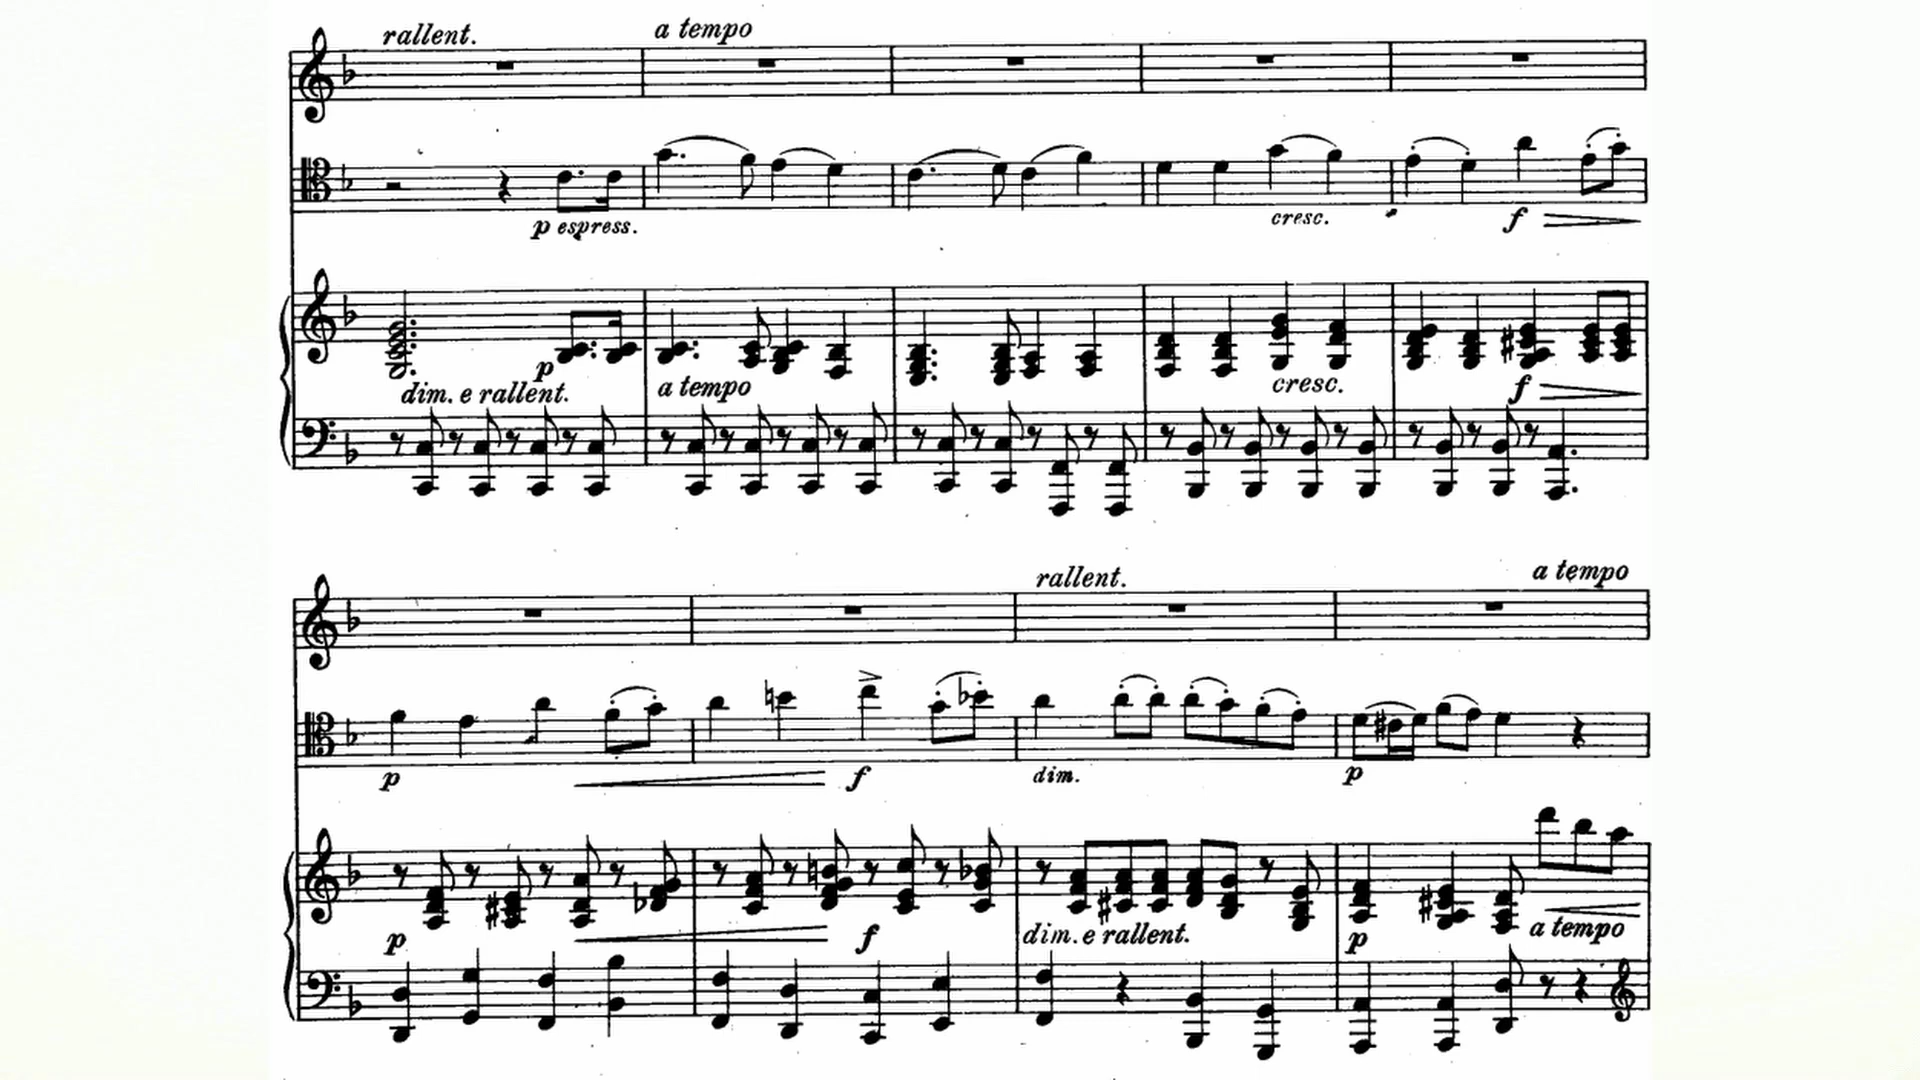 rallent. a tempo
p espress. cresc. f
p cresc. f
dim. e rallent. a tempo
rallent. a tempo
p f dim. p
p f dim. e rallent. p a tempo